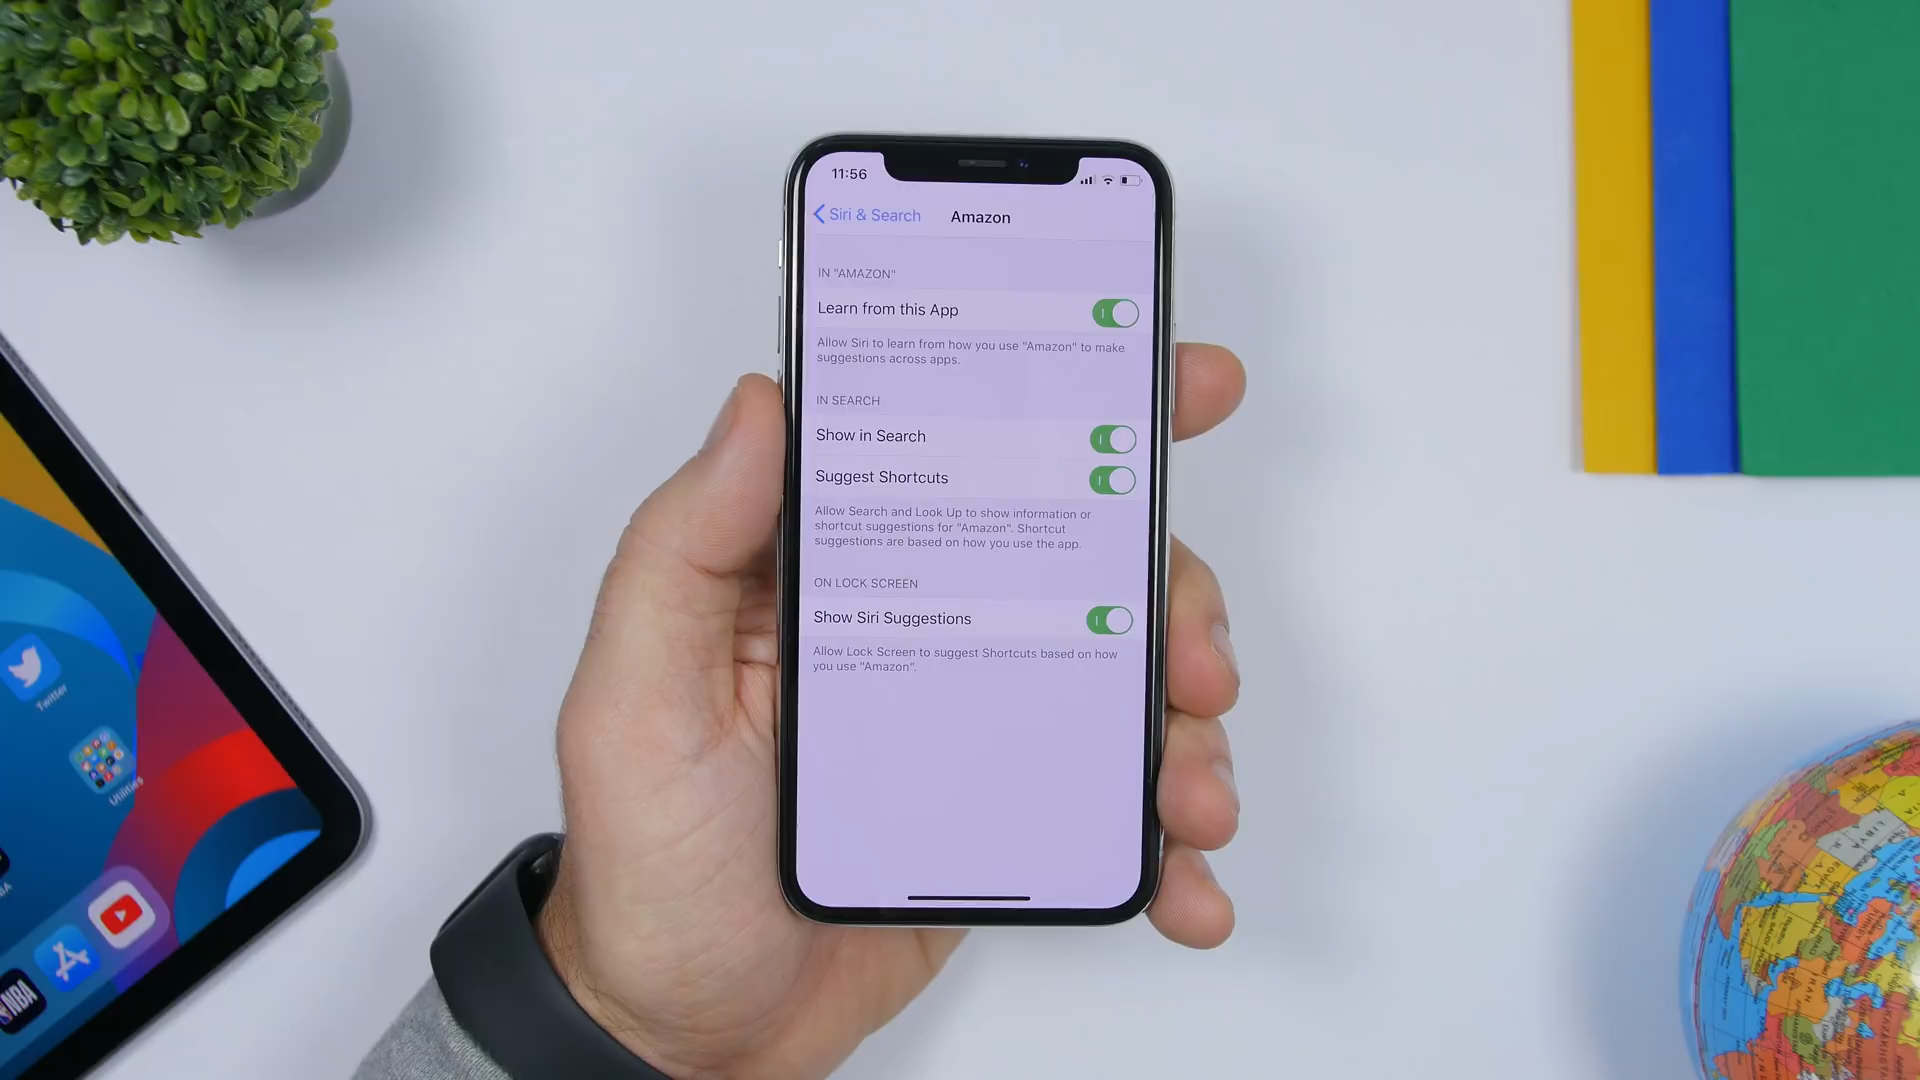 11:56
Siri & Search
Amazon
IN "AMAZON"
Learn from this App
Allow Siri to learn from how you use "Amazon" to make
suggestions across apps.
IN SEARCH
Show in Search
Suggest Shortcuts
Allow Search and Look Up to show information or
shortcut suggestions for "Amazon". Shortcut
suggestions are based on how you use the app.
ON LOCK SCREEN
Show Siri Suggestions
Allow Lock Screen to suggest Shortcuts based on how
you use "Amazon".
Twitter
Utilities
NBA
LIBYA